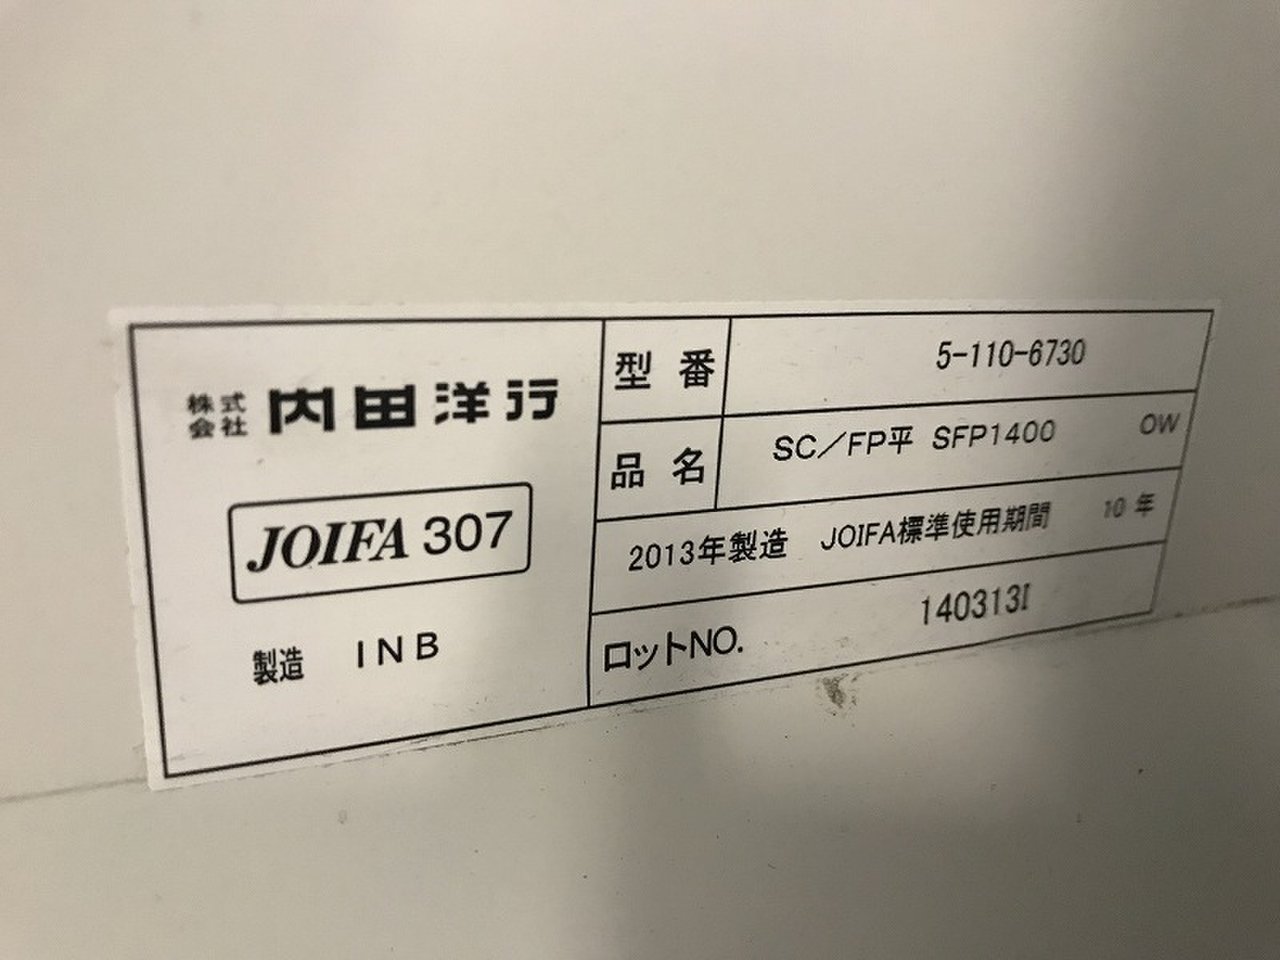 株式会社 内田洋行
JOIFA 307
製造 INB
型番 5-110-6730
品名 SC／FP平 SFP1400 OW
2013年製造 JOIFA標準使用期間 10年
ロットNO. 140313I